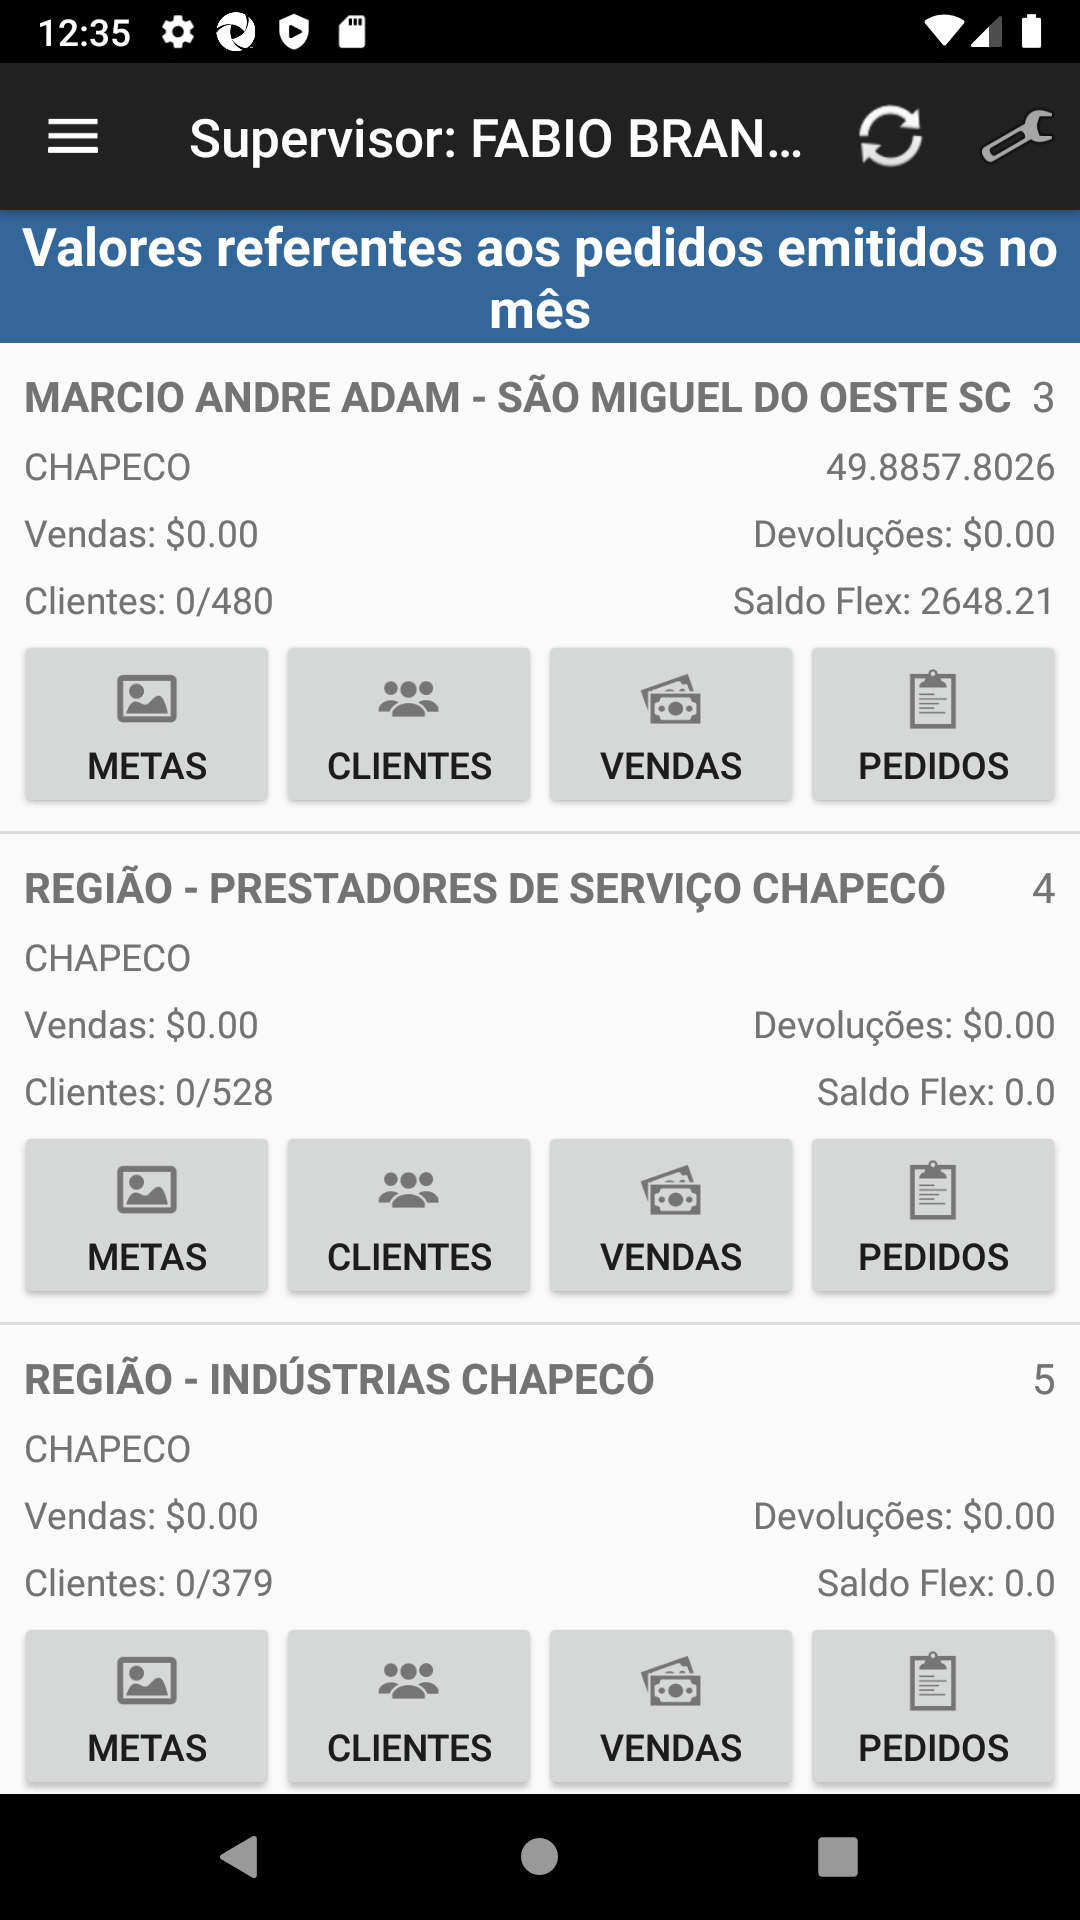 12:35
Supervisor: FABIO BRAN...
Valores referentes aos pedidos emitidos no
mês
MARCIO ANDRE ADAM - SÃO MIGUEL DO OESTE SC 3
CHAPECO 49.8857.8026
Vendas: $0.00 Devoluções: $0.00
Clientes: 0/480 Saldo Flex: 2648.21
METAS CLIENTES VENDAS PEDIDOS
REGIÃO - PRESTADORES DE SERVIÇO CHAPECÓ 4
CHAPECO
Vendas: $0.00 Devoluções: $0.00
Clientes: 0/528 Saldo Flex: 0.0
METAS CLIENTES VENDAS PEDIDOS
REGIÃO - INDÚSTRIAS CHAPECÓ 5
CHAPECO
Vendas: $0.00 Devoluções: $0.00
Clientes: 0/379 Saldo Flex: 0.0
METAS CLIENTES VENDAS PEDIDOS